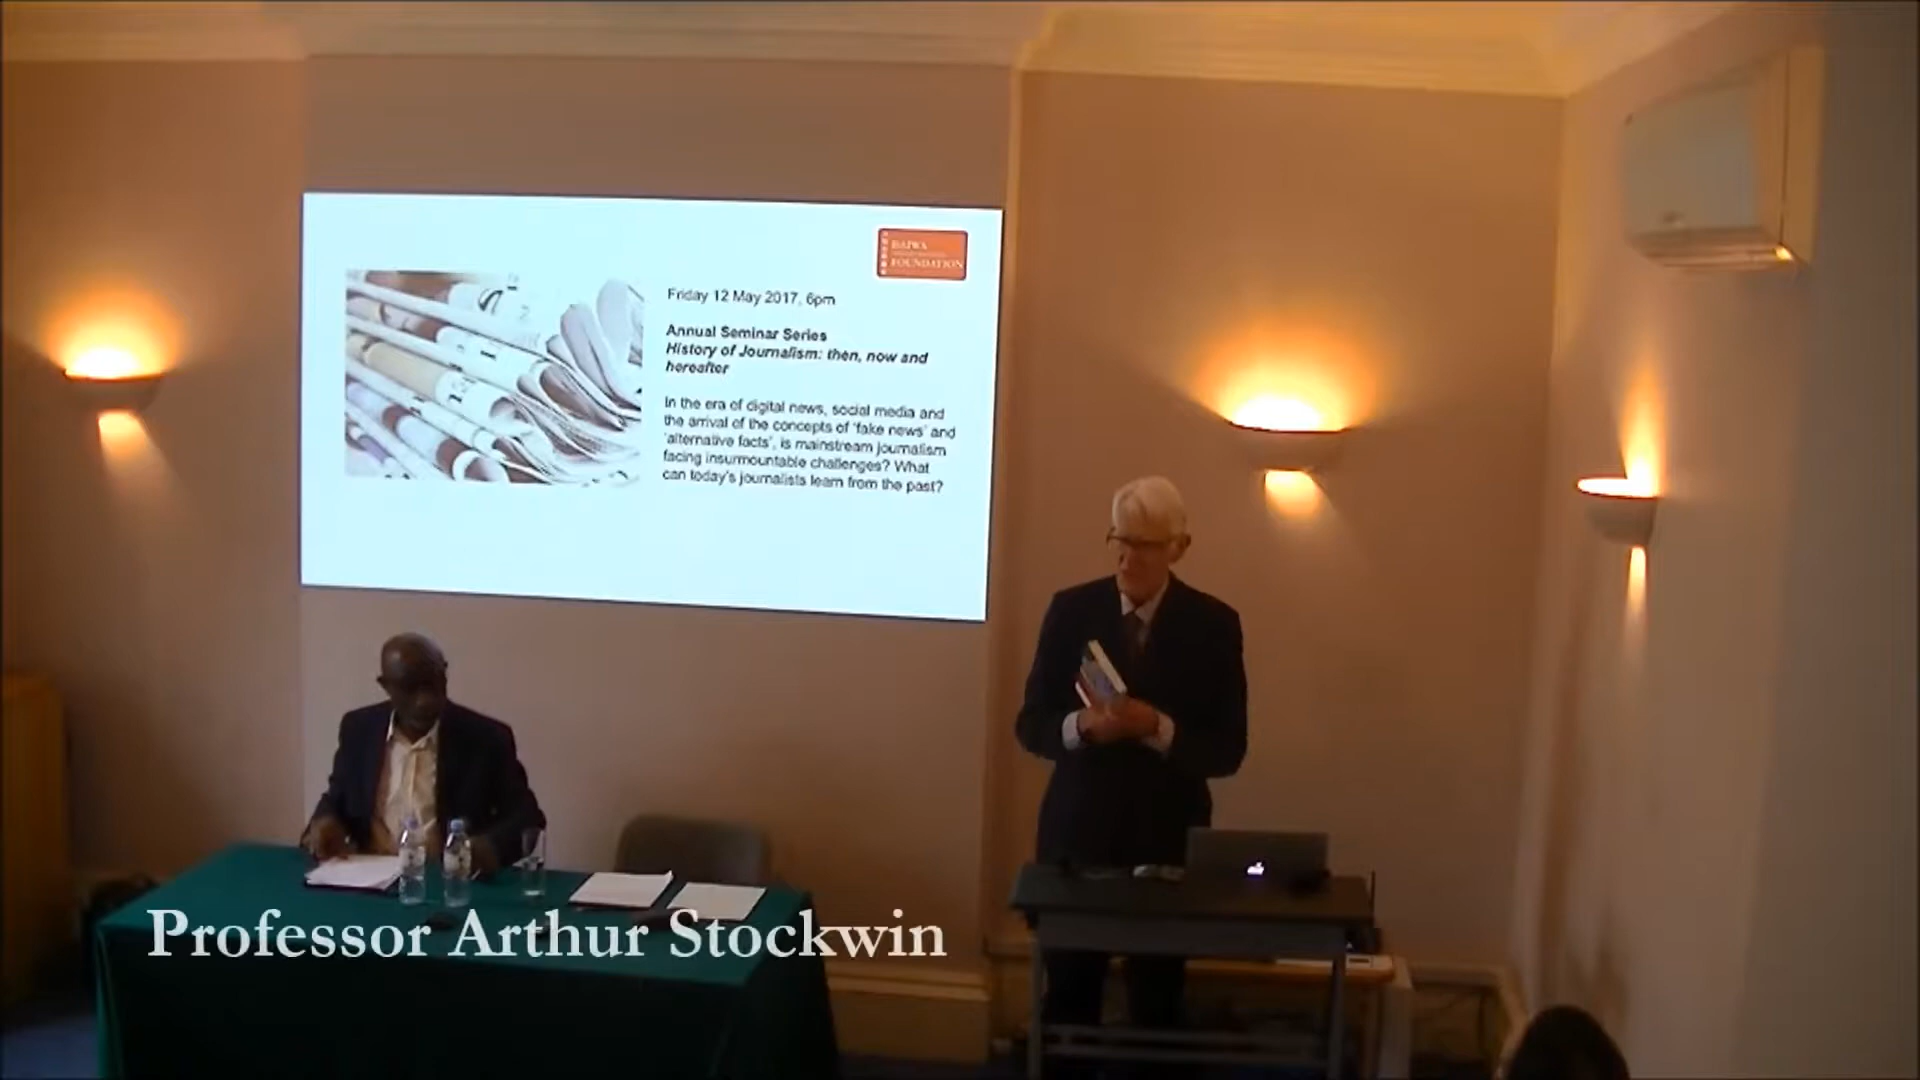 DAIWA
FOUNDATION
Friday 12 May 2017, 6pm
Annual Seminar Series
History of Journalism: then, now and
hereafter
In the era of digital news, social media and
the arrival of the concepts of 'fake news' and
'alternative facts', is mainstream journalism
facing insurmountable challenges? What
can today's journalists learn from the past?
Professor Arthur Stockwin